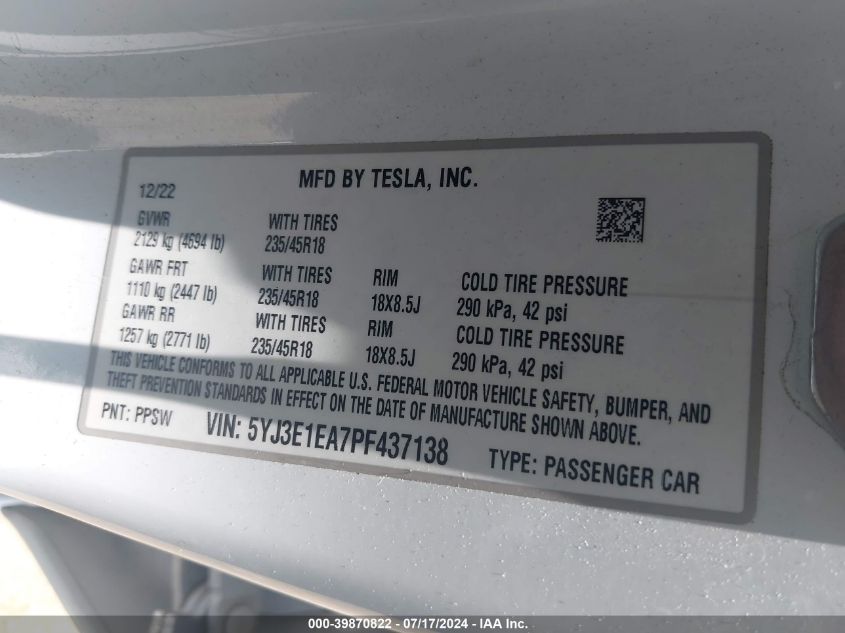 MFD BY TESLA, INC.
12/22
GVWR WITH TIRES
2129 kg (4694 lb) 235/45R18
GAWR FRT WITH TIRES RIM COLD TIRE PRESSURE
1110 kg (2447 lb) 235/45R18 18X8.5J 290 kPa, 42 psi
GAWR RR WITH TIRES RIM COLD TIRE PRESSURE
1257 kg (2771 lb) 235/45R18 18X8.5J 290 kPa, 42 psi
THIS VEHICLE CONFORMS TO ALL APPLICABLE U.S. FEDERAL MOTOR VEHICLE SAFETY, BUMPER, AND
THEFT PREVENTION STANDARDS IN EFFECT ON THE DATE OF MANUFACTURE SHOWN ABOVE.
PNT: PPSW VIN: 5YJ3E1EA7PF437138 TYPE: PASSENGER CAR
000-39870822 - 07/17/2024 - IAA Inc.